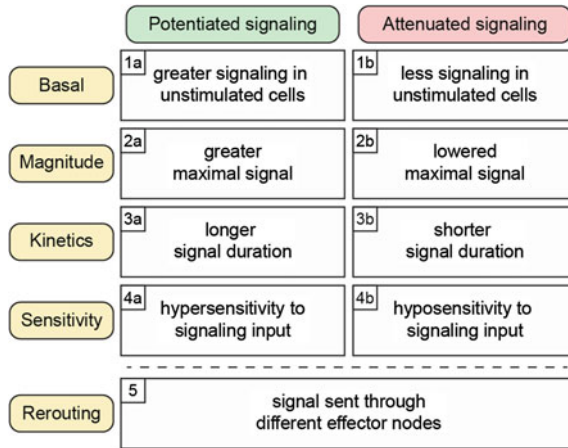 Potentiated signaling
Attenuated signaling
Basal
1a
greater signaling in
unstimulated cells
1b
less signaling in
unstimulated cells
Magnitude
2a
greater
maximal signal
2b
lowered
maximal signal
Kinetics
3a
longer
signal duration
3b
shorter
signal duration
Sensitivity
4a
hypersensitivity to
signaling input
4b
hyposensitivity to
signaling input
Rerouting
5
signal sent through
different effector nodes